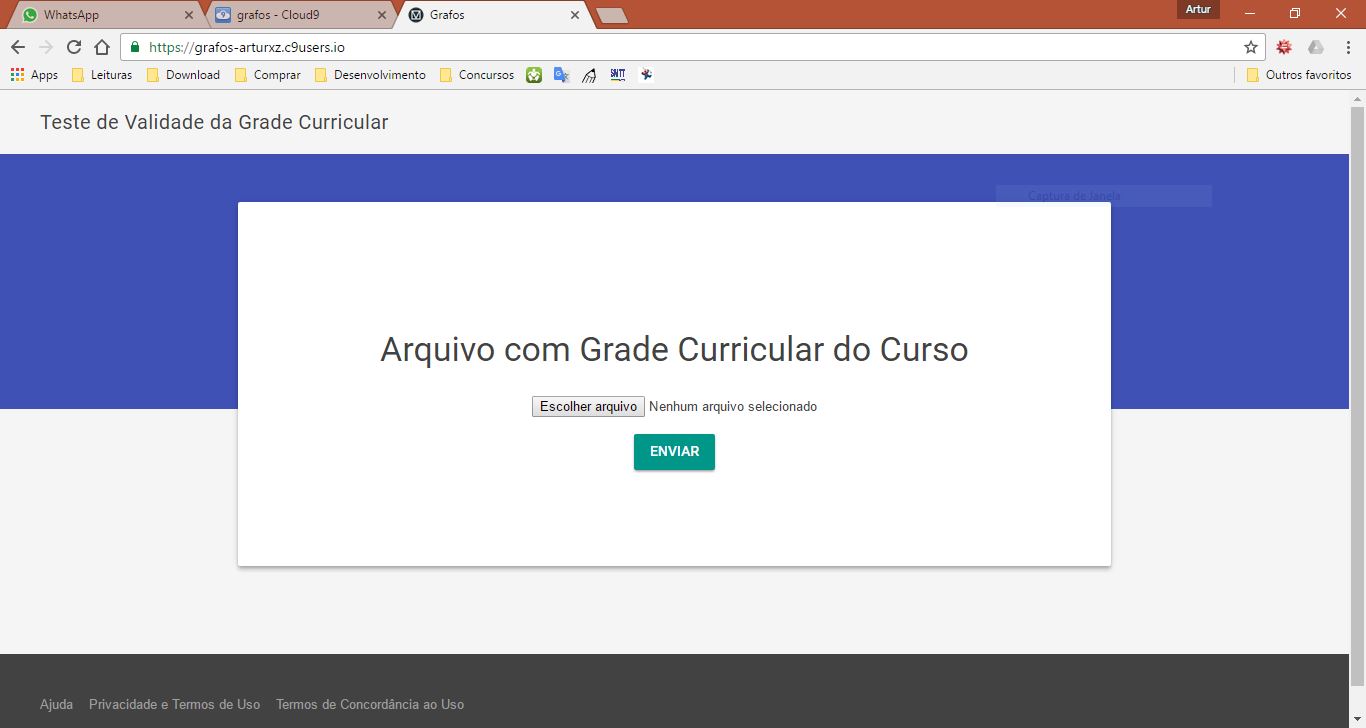 WhatsApp
grafos - Cloud9
Grafos
Artur
https://grafos-arturxz.c9users.io
Apps
Leituras
Download
Comprar
Desenvolvimento
Concursos
SNTT
Outros favoritos
Teste de Validade da Grade Curricular
Captura de Janela
Arquivo com Grade Curricular do Curso
Escolher arquivo Nenhum arquivo selecionado
ENVIAR
Ajuda Privacidade e Termos de Uso Termos de Concordância ao Uso